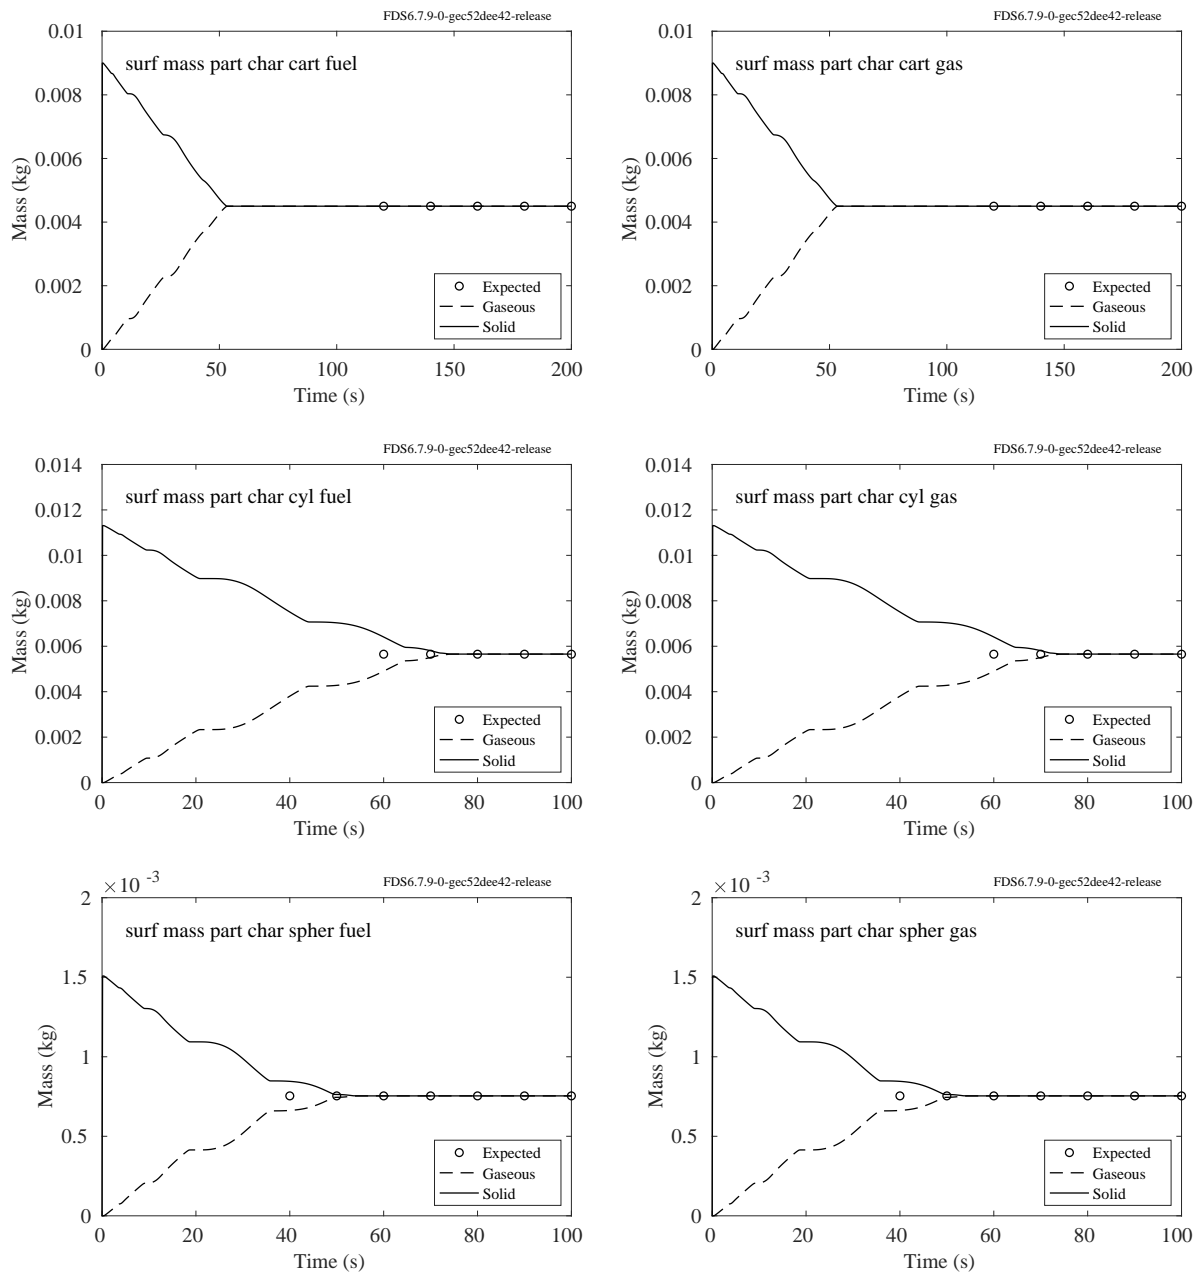 FDS6.7.9-0-gec52dee42-release
surf mass part char cart fuel
Mass (kg)
0.01
0.008
0.006
0.004
0.002
0
Expected
Gaseous
Solid
0 50 100 150 200
Time (s)
FDS6.7.9-0-gec52dee42-release
surf mass part char cart gas
Mass (kg)
0.01
0.008
0.006
0.004
0.002
0
Expected
Gaseous
Solid
0 50 100 150 200
Time (s)
FDS6.7.9-0-gec52dee42-release
surf mass part char cyl fuel
Mass (kg)
0.014
0.012
0.01
0.008
0.006
0.004
0.002
0
Expected
Gaseous
Solid
0 20 40 60 80 100
Time (s)
FDS6.7.9-0-gec52dee42-release
surf mass part char cyl gas
Mass (kg)
0.014
0.012
0.01
0.008
0.006
0.004
0.002
0
Expected
Gaseous
Solid
0 20 40 60 80 100
Time (s)
×10 -3
FDS6.7.9-0-gec52dee42-release
surf mass part char spher fuel
Mass (kg)
2
1.5
1
0.5
0
Expected
Gaseous
Solid
0 20 40 60 80 100
Time (s)
×10 -3
FDS6.7.9-0-gec52dee42-release
surf mass part char spher gas
Mass (kg)
2
1.5
1
0.5
0
Expected
Gaseous
Solid
0 20 40 60 80 100
Time (s)